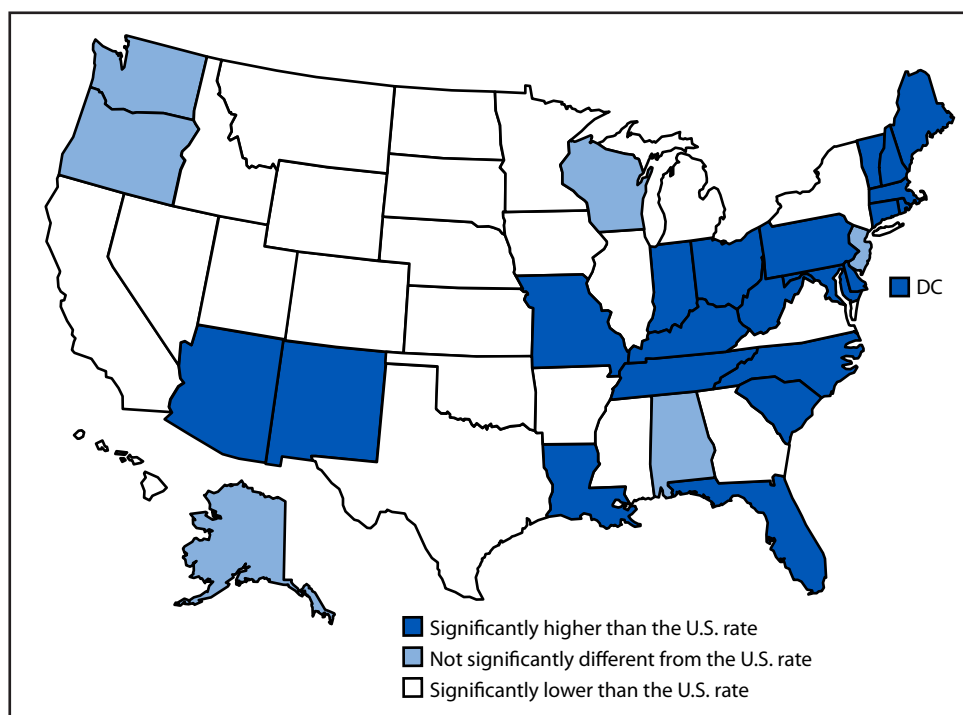 DC
Significantly higher than the U.S. rate
Not significantly different from the U.S. rate
Significantly lower than the U.S. rate